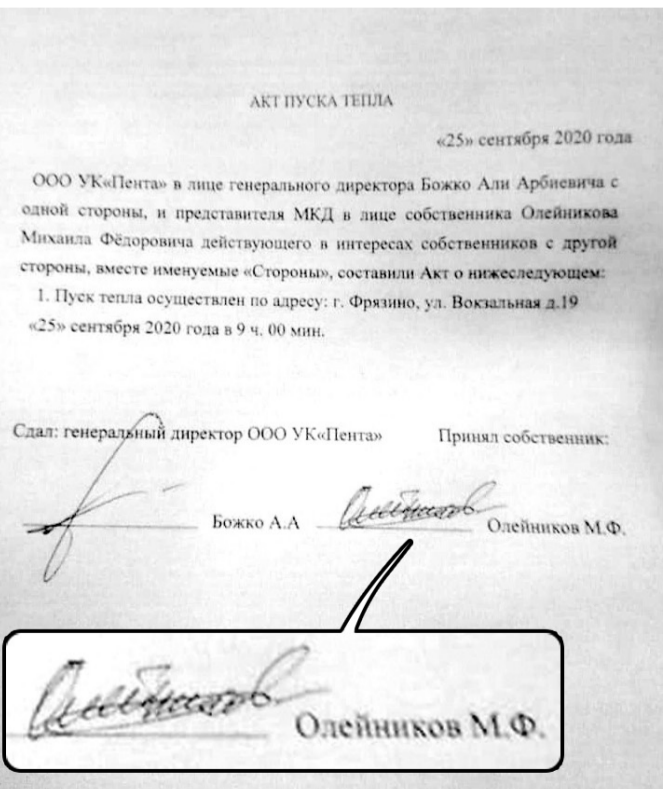 АКТ ПУСКА ТЕПЛА
«25» сентября 2020 года
ООО УК«Пента» в лице генерального директора Божко Али Арбиевича с
одной стороны, и представителя МКД в лице собственника Олейникова
Михаила Фёдоровича действующего в интересах собственников с другой
стороны, вместе именуемые «Стороны», составили Акт о нижеследующем:
1. Пуск тепла осуществлен по адресу: г. Фрязино, ул. Вокзальная д.19
«25» сентября 2020 года в 9 ч. 00 мин.
Сдал: генеральный директор ООО УК«Пента» Принял собственник:
Божко А.А Олейников М.Ф.
Олейников М.Ф.